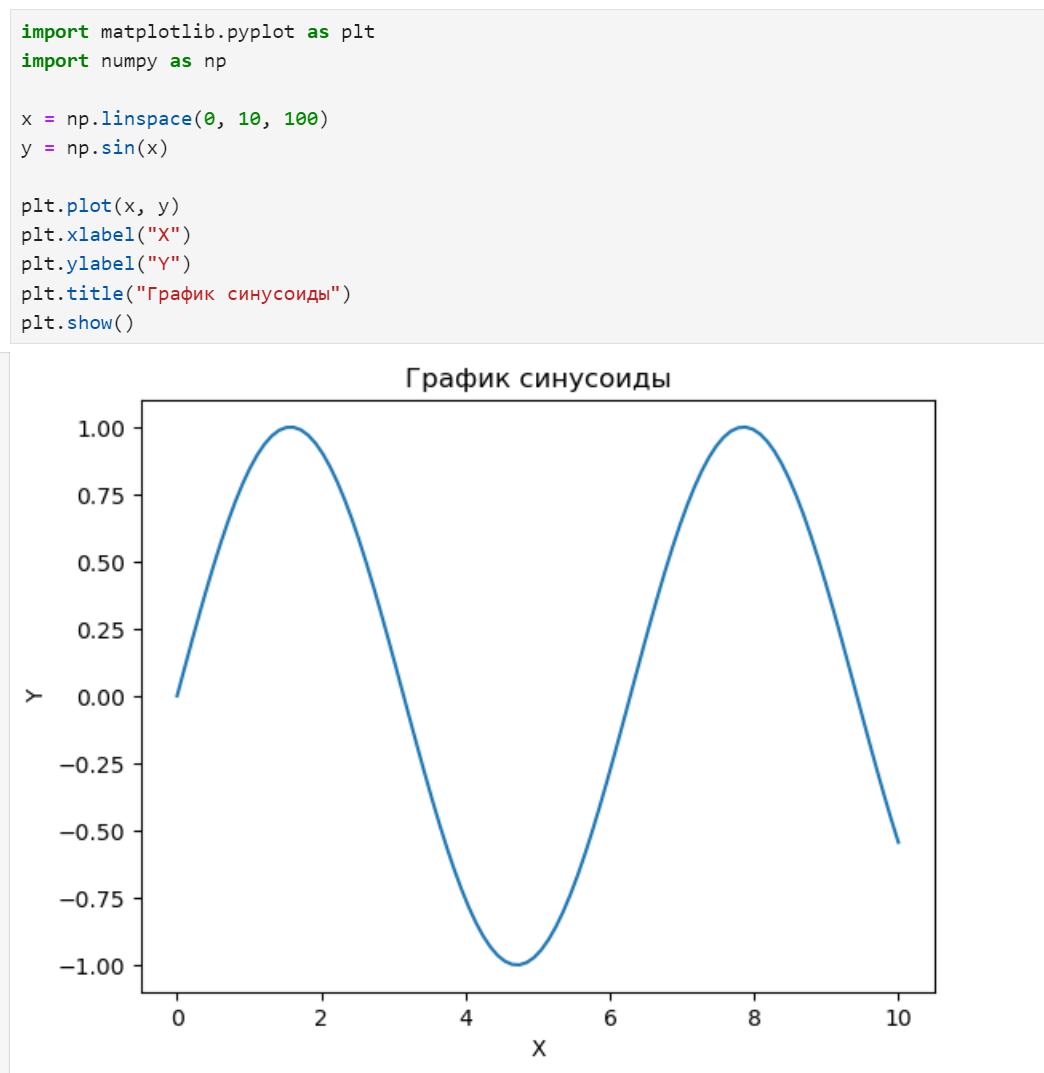 import matplotlib.pyplot as plt
import numpy as np
x = np.linspace(0, 10, 100)
y = np.sin(x)
plt.plot(x, y)
plt.xlabel("X")
plt.ylabel("Y")
plt.title("График синусоиды")
plt.show()
График синусоиды
1.00
0.75
0.50
0.25
0.00
−0.25
−0.50
−0.75
−1.00
Y
0 2 4 6 8 10
X